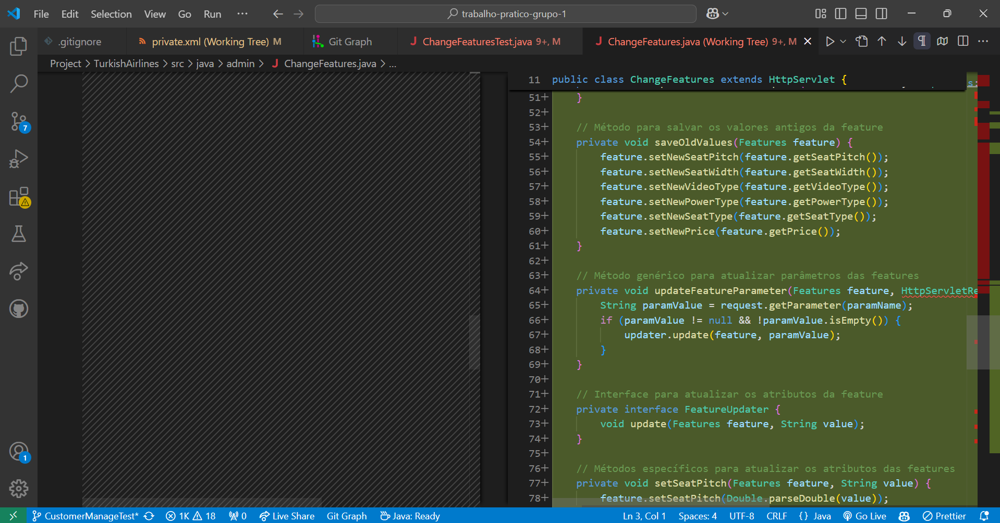 File Edit Selection View Go Run ··· trabalho-pratico-grupo-1
.gitignore private.xml (Working Tree) M Git Graph J ChangeFeaturesTest.java 9+, M J ChangeFeatures.java (Working Tree) 9+, M
Project > TurkishAirlines > src > java > admin > J ChangeFeatures.java > ...
11 public class ChangeFeatures extends HttpServlet {
51+ }
52+
53+ // Método para salvar os valores antigos da feature
54+ private void saveOldValues(Features feature) {
55+ feature.setNewSeatPitch(feature.getSeatPitch());
56+ feature.setNewSeatWidth(feature.getSeatWidth());
57+ feature.setNewVideoType(feature.getVideoType());
58+ feature.setNewPowerType(feature.getPowerType());
59+ feature.setNewSeatType(feature.getSeatType());
60+ feature.setNewPrice(feature.getPrice());
61+ }
62+
63+ // Método genérico para atualizar parâmetros das features
64+ private void updateFeatureParameter(Features feature, HttpServletRe
65+ String paramValue = request.getParameter(paramName);
66+ if (paramValue != null && !paramValue.isEmpty()) {
67+ updater.update(feature, paramValue);
68+ }
69+ }
70+
71+ // Interface para atualizar os atributos da feature
72+ private interface FeatureUpdater {
73+ void update(Features feature, String value);
74+ }
75+
76+ // Métodos específicos para atualizar os atributos das features
77+ private void setSeatPitch(Features feature, String value) {
78+ feature.setSeatPitch(Double.parseDouble(value));
7
1
CustomerManageTest* 1K 18 0 Live Share Git Graph Java: Ready Ln 3, Col 1 Spaces: 4 UTF-8 CRLF {} Java Go Live Prettier